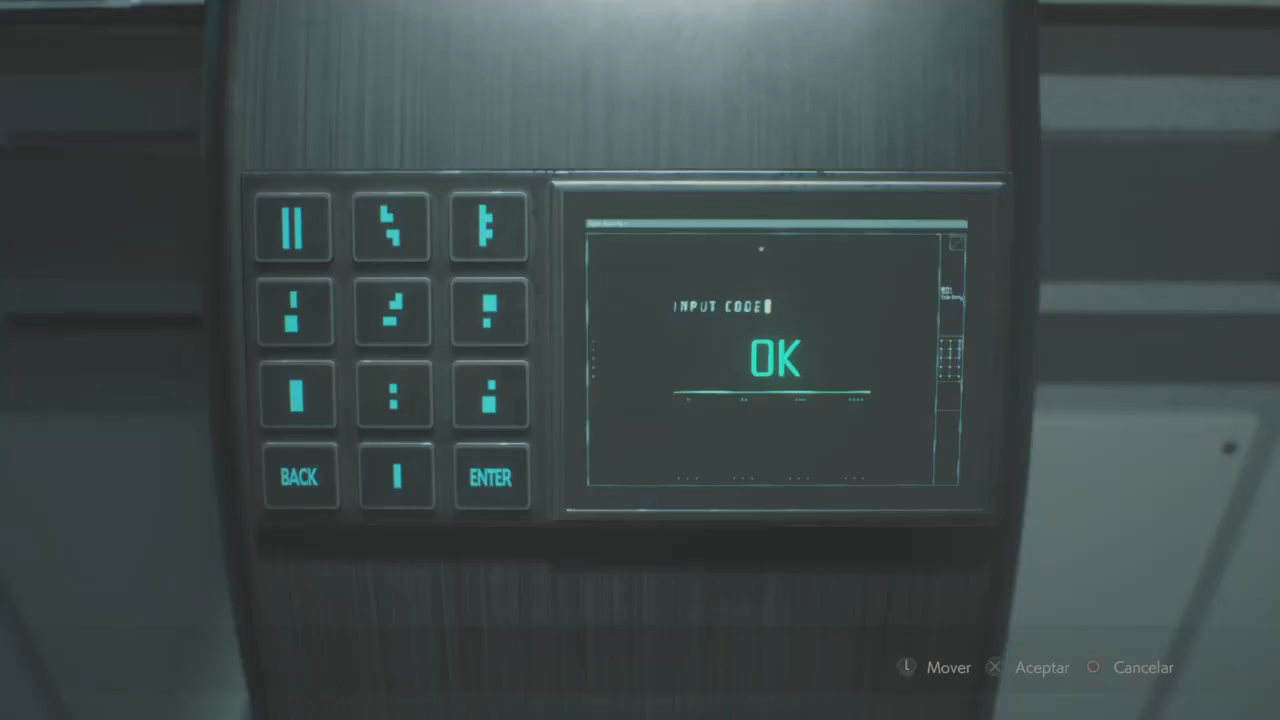 INPUT CODE
OK
BACK
ENTER
L Mover
Aceptar
Cancelar